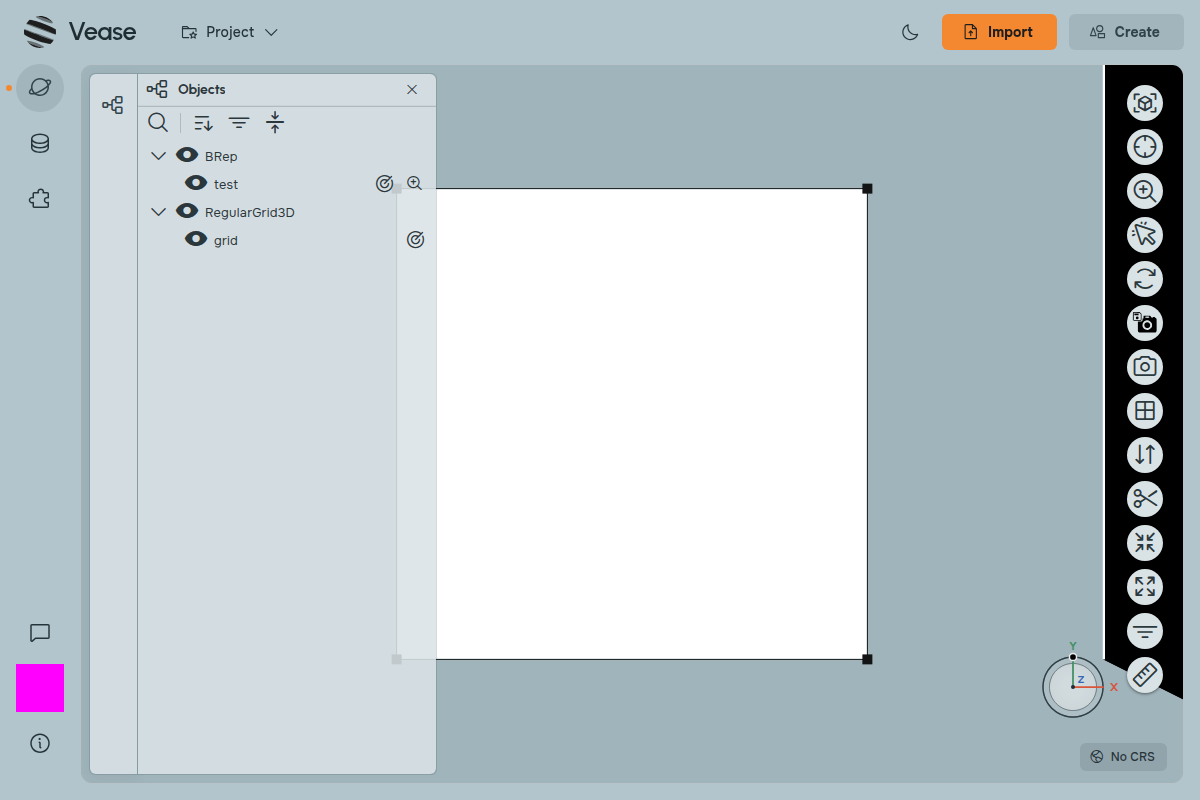 Vease
Project
Import
Create
Objects
BRep
test
RegularGrid3D
grid
Y
Z
X
No CRS